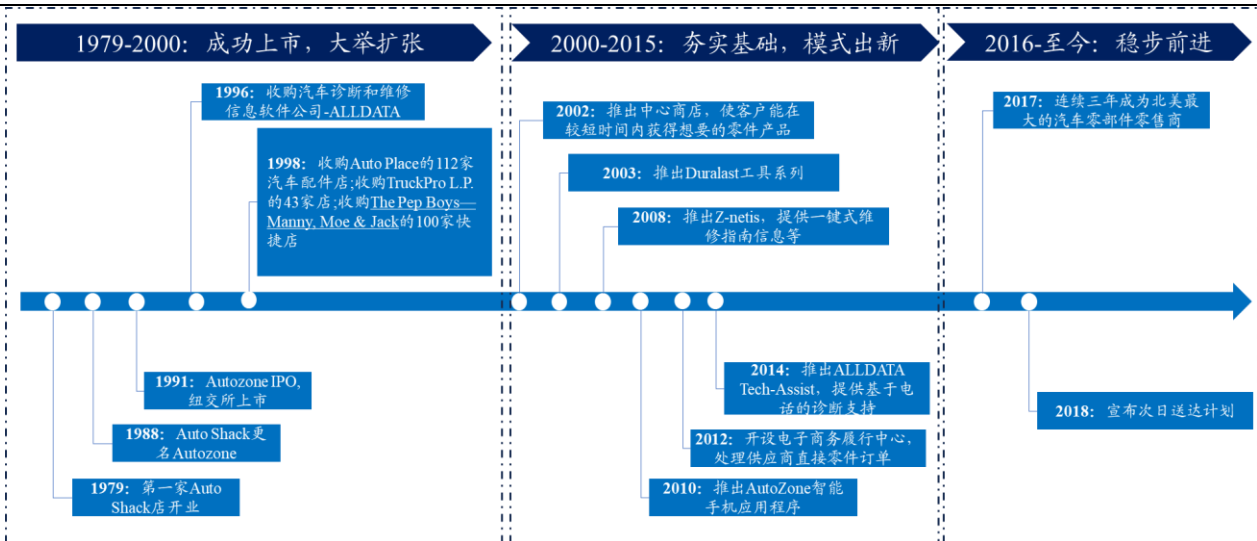 1979-2000：成功上市，大举扩张
2000-2015：夯实基础，模式出新
2016-至今：稳步前进
1996：收购汽车诊断和维修
信息软件公司-ALLDATA
1998：收购Auto Place的112家
汽车配件店;收购TruckPro L.P.
的43家店;收购The Pep Boys—
Manny, Moe & Jack的100家快
捷店
2002：推出中心商店，使客户能在
较短时间内获得想要的零件产品
2003：推出Duralast工具系列
2008：推出Z-netis，提供一键式维
修指南信息等
2017：连续三年成为北美最
大的汽车零部件零售商
1991：Autozone IPO,
纽交所上市
1988：Auto Shack更
名Autozone
1979：第一家Auto
Shack店开业
2014：推出ALLDATA
Tech-Assist，提供基于电
话的诊断支持
2012：开设电子商务履行中心，
处理供应商直接零件订单
2010：推出AutoZone智能
手机应用程序
2018：宣布次日送达计划